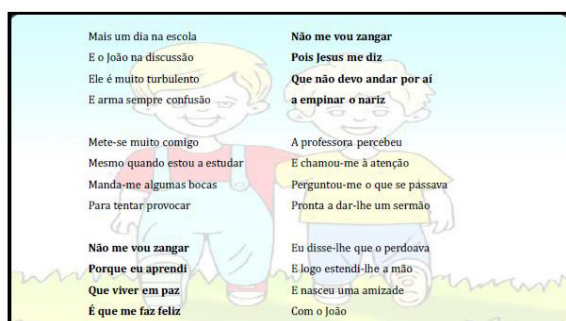 Mais um dia na escola
E o João na discussão
Ele é muito turbulento
E arma sempre confusão
Mete-se muito comigo
Mesmo quando estou a estudar
Manda-me algumas bocas
Para tentar provocar
Não me vou zangar
Porque eu aprendi
Que viver em paz
É que me faz feliz
Não me vou zangar
Pois Jesus me diz
Que não devo andar por aí
a empinar o nariz
A professora percebeu
E chamou-me à atenção
Perguntou-me o que se passava
Pronta a dar-lhe um sermão
Eu disse-lhe que o perdoava
E logo estendi-lhe a mão
E nasceu uma amizade
Com o João